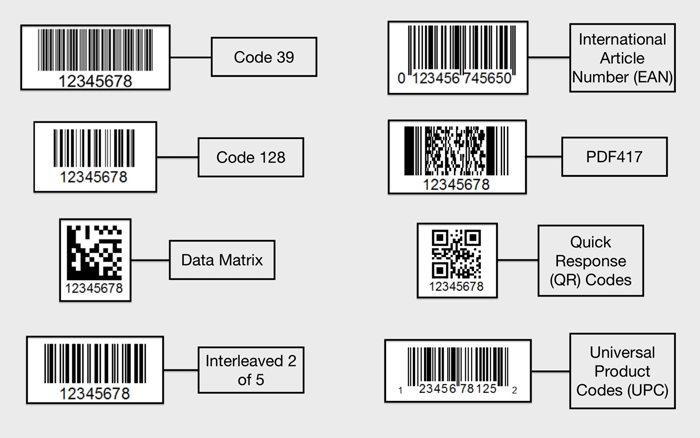 12345678
Code 39
0 123456 745650
International
Article
Number (EAN)
12345678
Code 128
12345678
PDF417
12345678
Data Matrix
12345678
Quick
Response
(QR) Codes
12345678
Interleaved 2
of 5
1 23456 78125 2
Universal
Product
Codes (UPC)